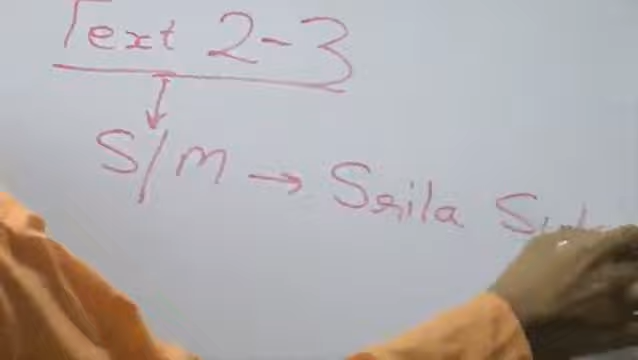 Text 2-3
S/M → Srila